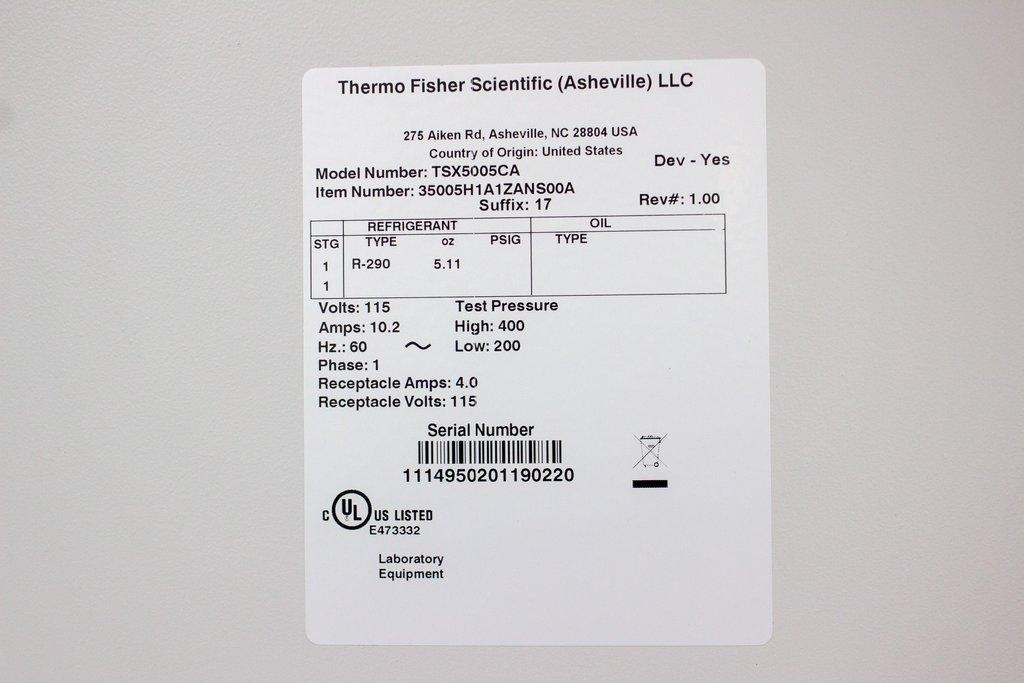 Thermo Fisher Scientific (Asheville) LLC
275 Aiken Rd, Asheville, NC 28804 USA
Country of Origin: United States
Dev - Yes
Model Number: TSX5005CA
Item Number: 35005H1A1ZANS00A
Suffix: 17
Rev#: 1.00
REFRIGERANT OIL
STG TYPE oz PSIG TYPE
1 R-290 5.11
1
Volts: 115 Test Pressure
Amps: 10.2 High: 400
Hz.: 60 ~ Low: 200
Phase: 1
Receptacle Amps: 4.0
Receptacle Volts: 115
Serial Number
1114950201190220
C UL US LISTED
E473332
Laboratory
Equipment